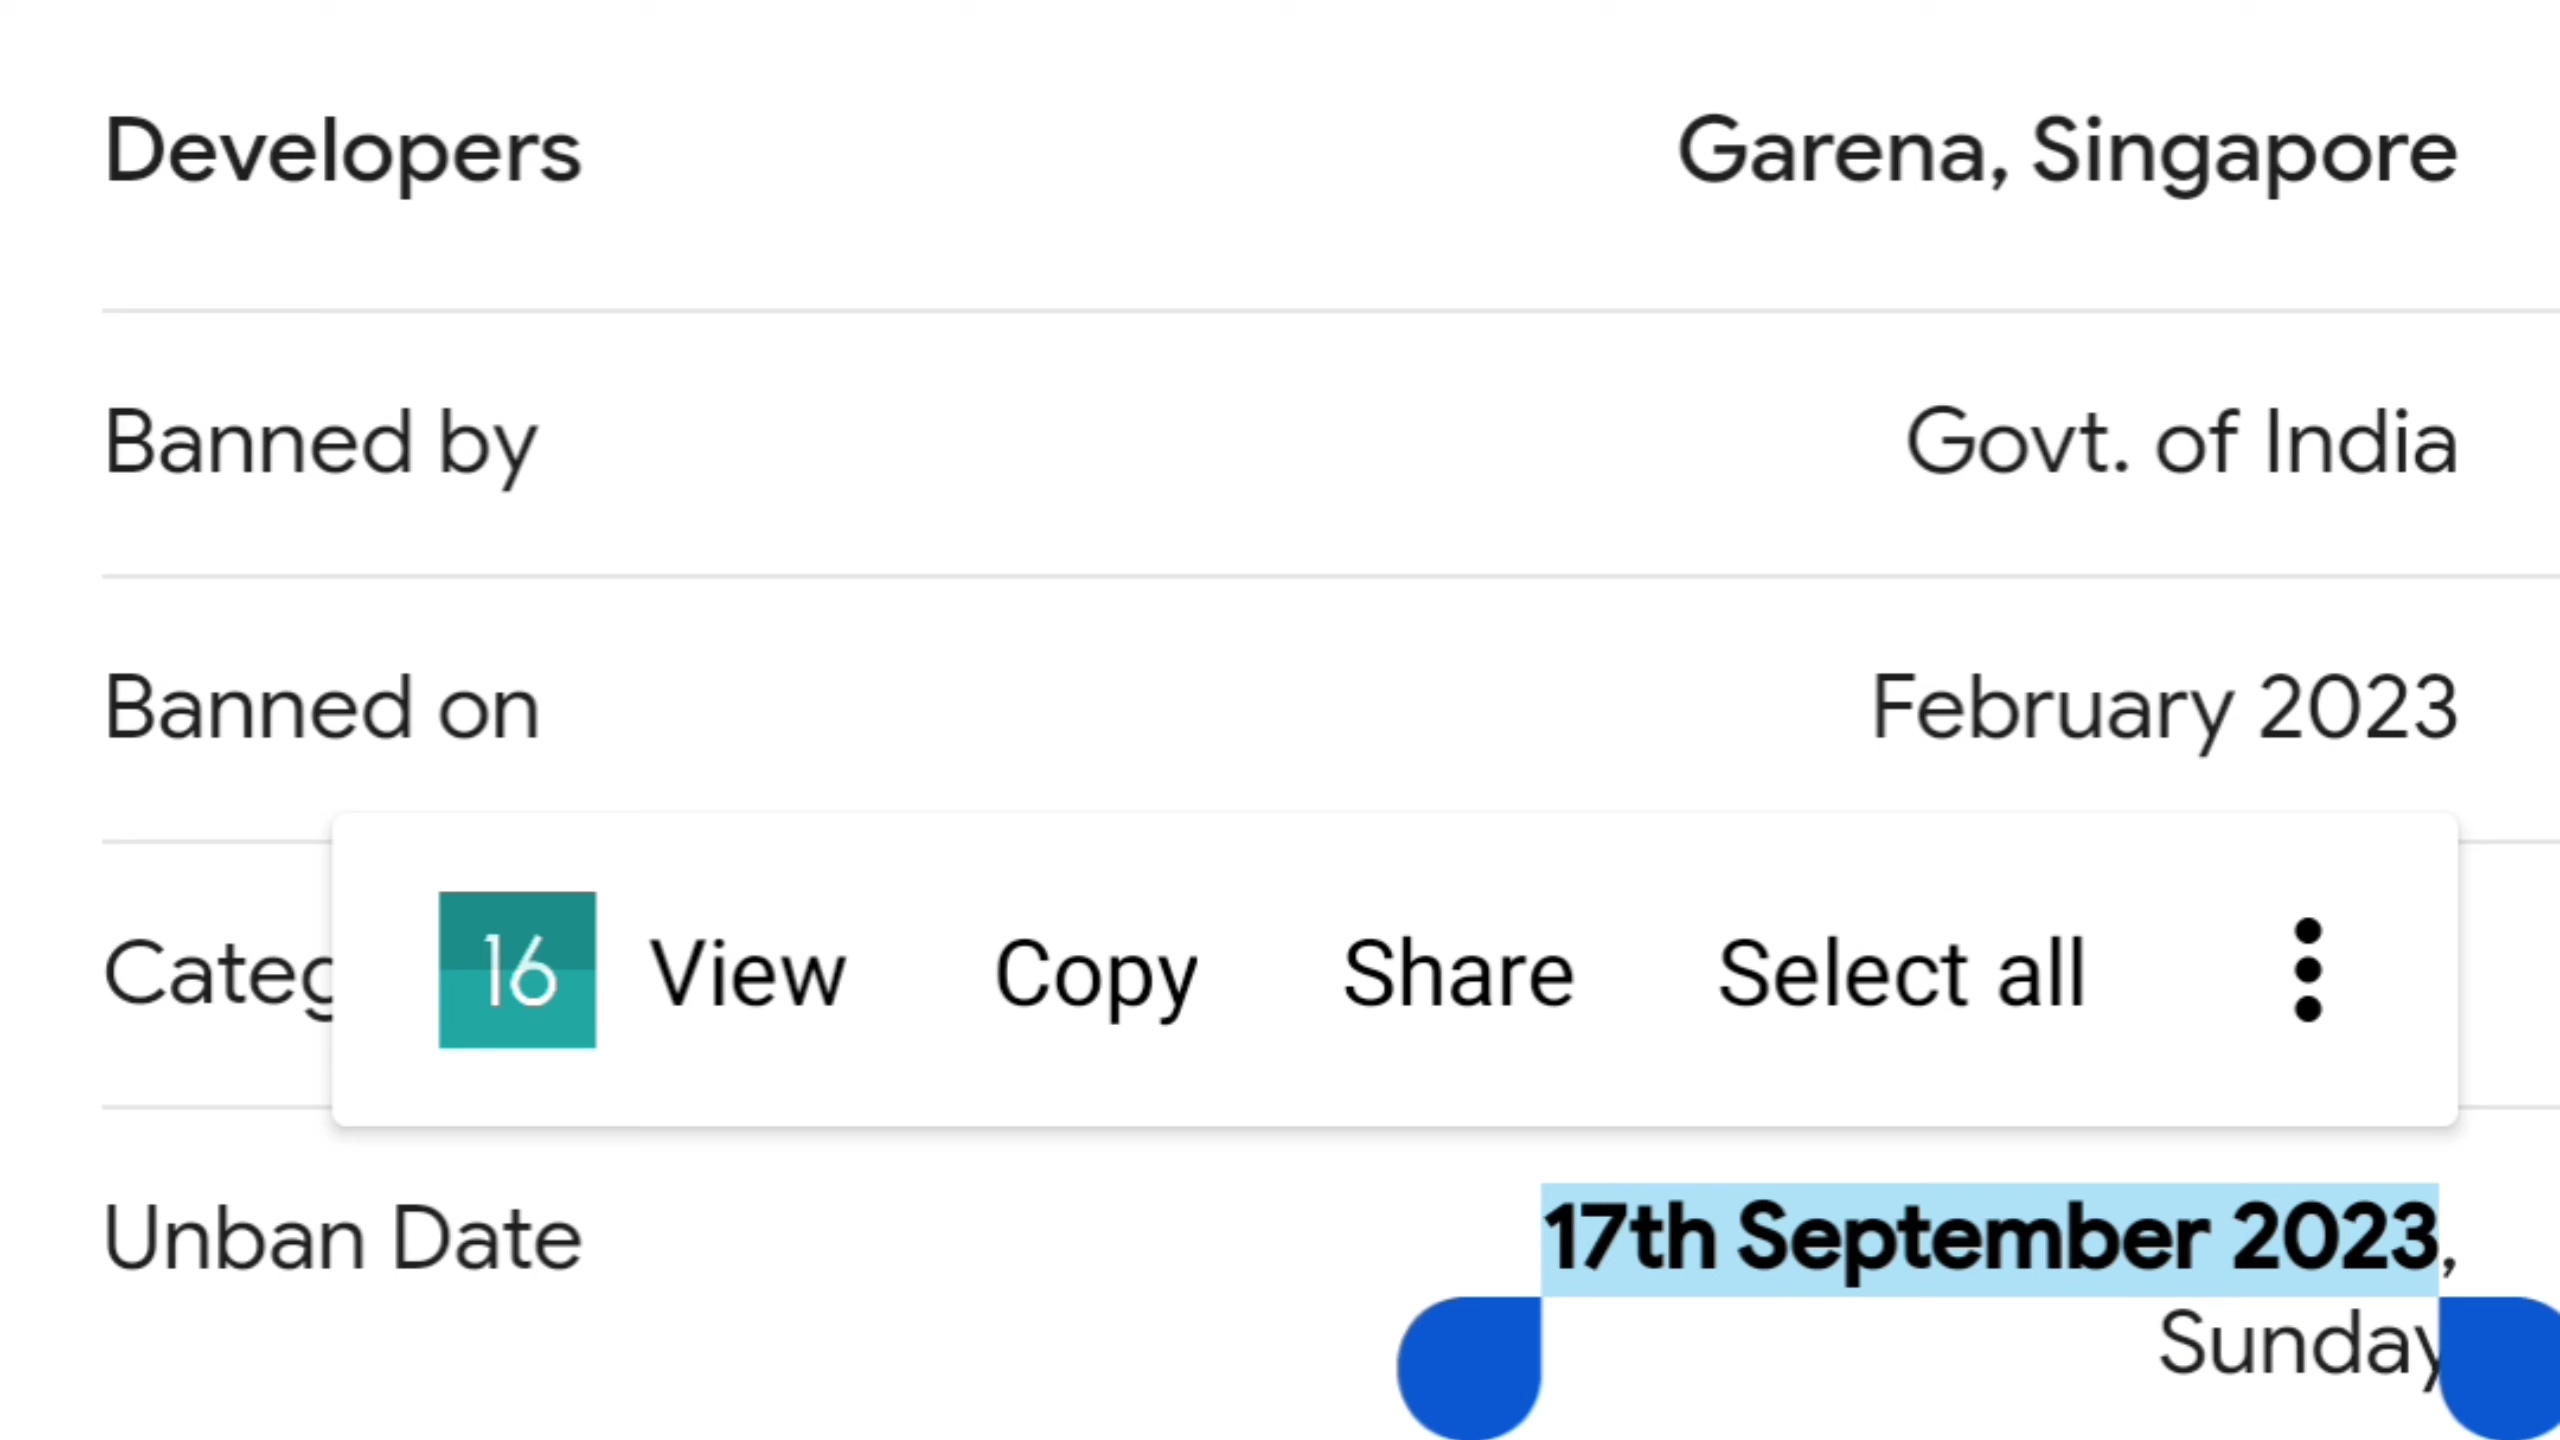 Developers Garena, Singapore
Banned by Govt. of India
Banned on February 2023
16 View Copy Share Select all
Unban Date 17th September 2023,
Sunday